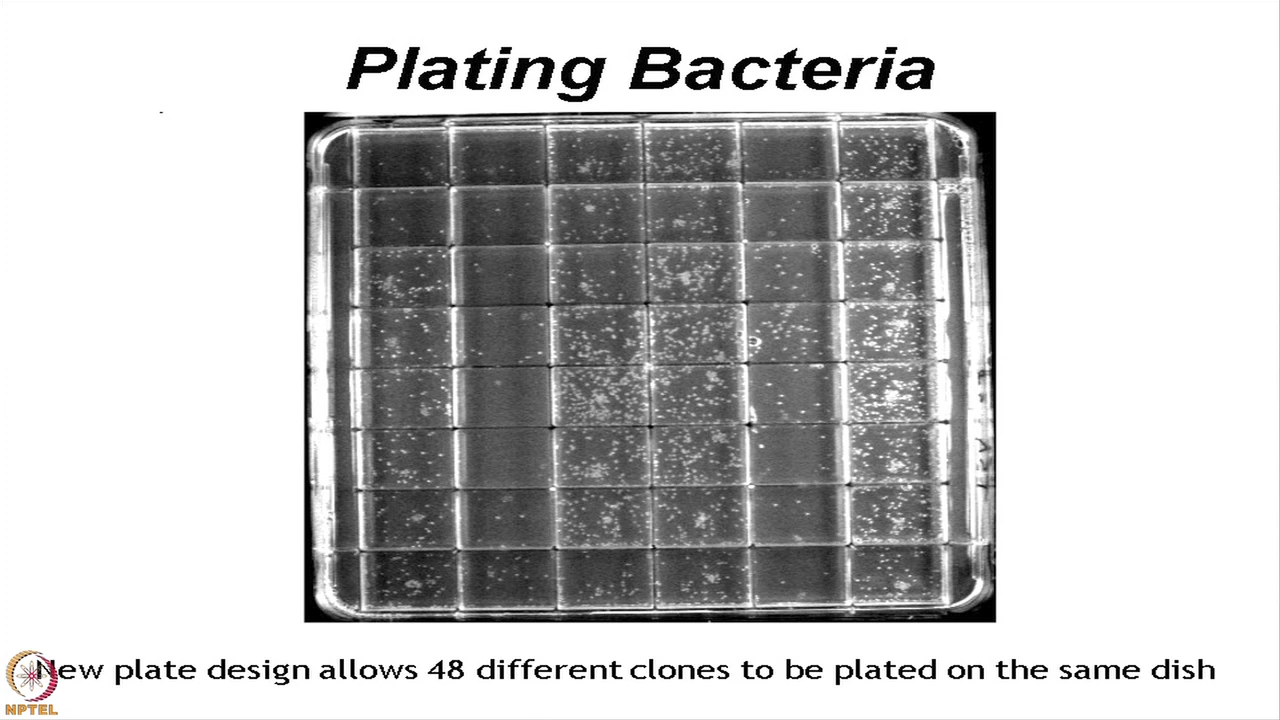 Plating Bacteria
New plate design allows 48 different clones to be plated on the same dish
NPTEL